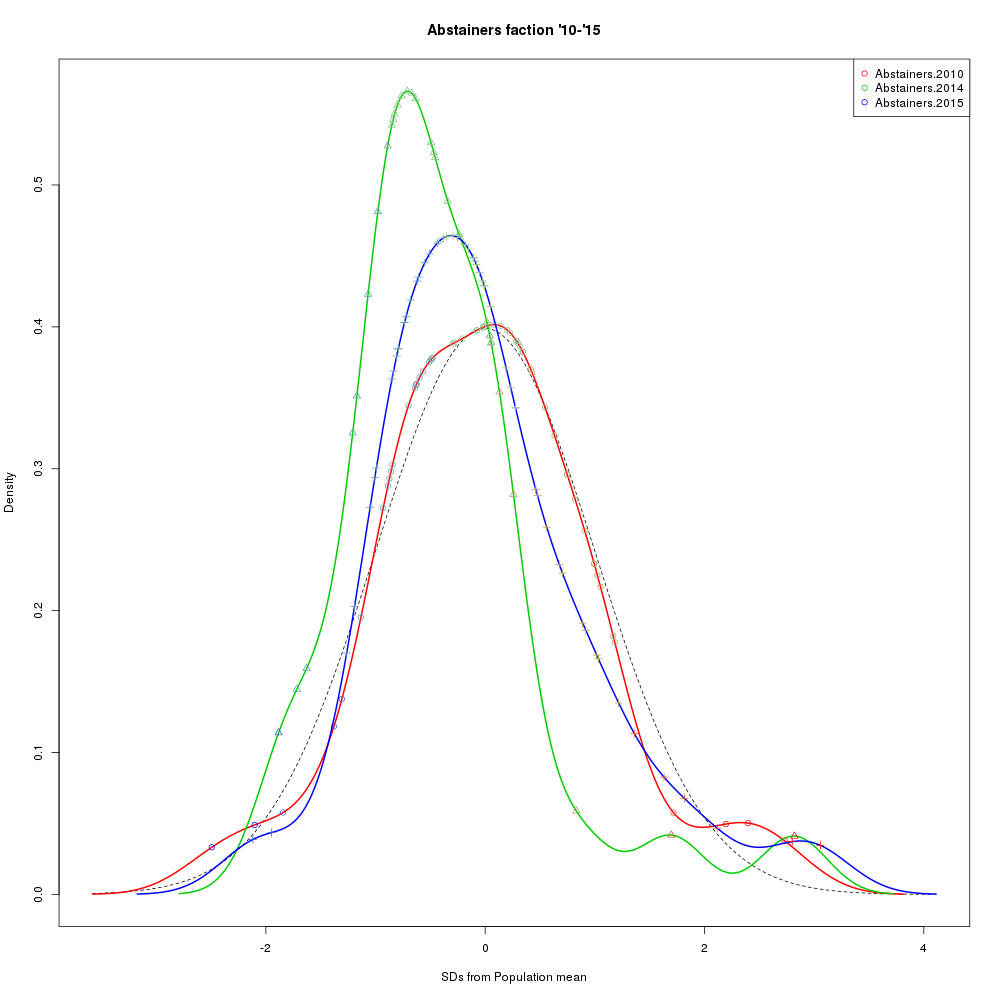 Abstainers faction '10-'15
Abstainers.2010
Abstainers.2014
Abstainers.2015
Density
0.5
0.4
0.3
0.2
0.1
0.0
-2 0 2 4
SDs from Population mean